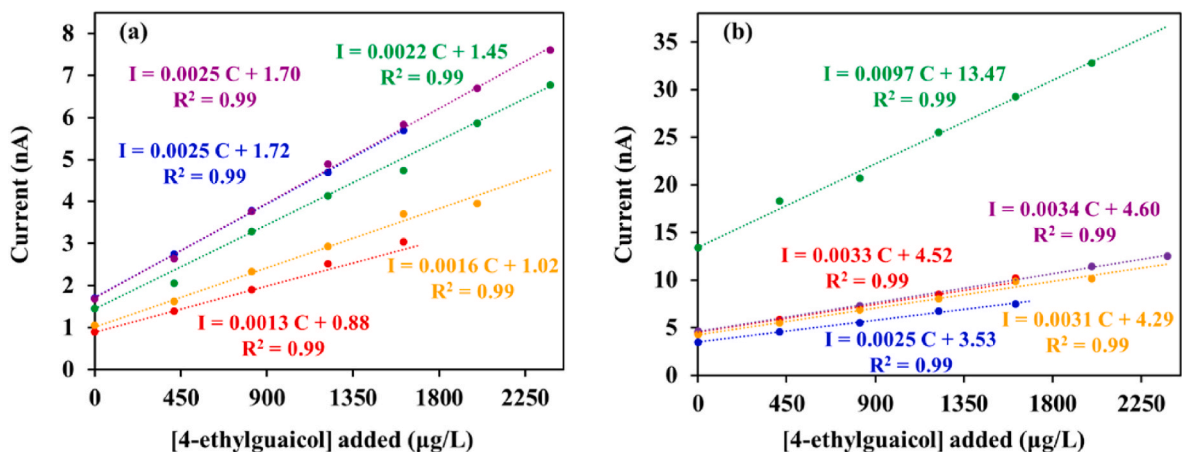 (a)
I = 0.0025 C + 1.70
R² = 0.99
I = 0.0022 C + 1.45
R² = 0.99
I = 0.0025 C + 1.72
R² = 0.99
I = 0.0016 C + 1.02
R² = 0.99
I = 0.0013 C + 0.88
R² = 0.99
Current (nA)
8
7
6
5
4
3
2
1
0
0 450 900 1350 1800 2250
[4-ethylguaicol] added (µg/L)
(b)
I = 0.0097 C + 13.47
R² = 0.99
I = 0.0034 C + 4.60
R² = 0.99
I = 0.0033 C + 4.52
R² = 0.99
I = 0.0031 C + 4.29
R² = 0.99
I = 0.0025 C + 3.53
R² = 0.99
Current (nA)
35
30
25
20
15
10
5
0
0 450 900 1350 1800 2250
[4-ethylguaicol] added (µg/L)